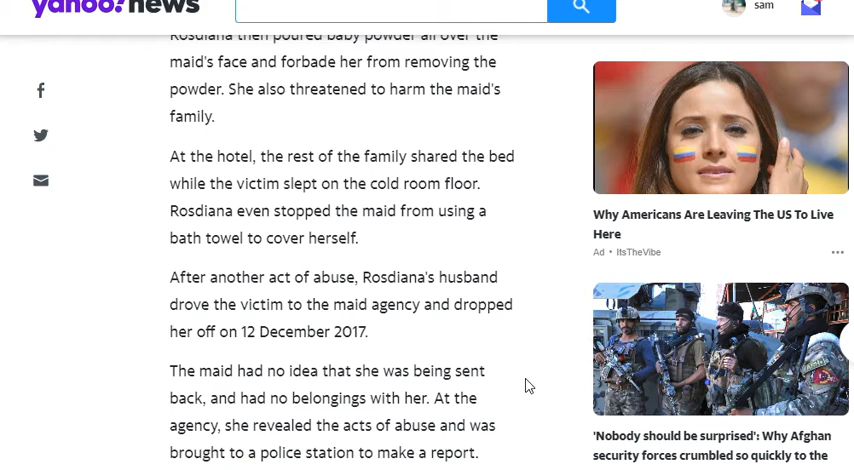 yahoo!news
sam
Rosdiana then poured baby powder all over the
maid's face and forbade her from removing the
powder. She also threatened to harm the maid's
family.
At the hotel, the rest of the family shared the bed
while the victim slept on the cold room floor.
Rosdiana even stopped the maid from using a
bath towel to cover herself.
After another act of abuse, Rosdiana's husband
drove the victim to the maid agency and dropped
her off on 12 December 2017.
The maid had no idea that she was being sent
back, and had no belongings with her. At the
agency, she revealed the acts of abuse and was
brought to a police station to make a report.
Why Americans Are Leaving The US To Live
Here
Ad • ItsTheVibe
'Nobody should be surprised': Why Afghan
security forces crumbled so quickly to the